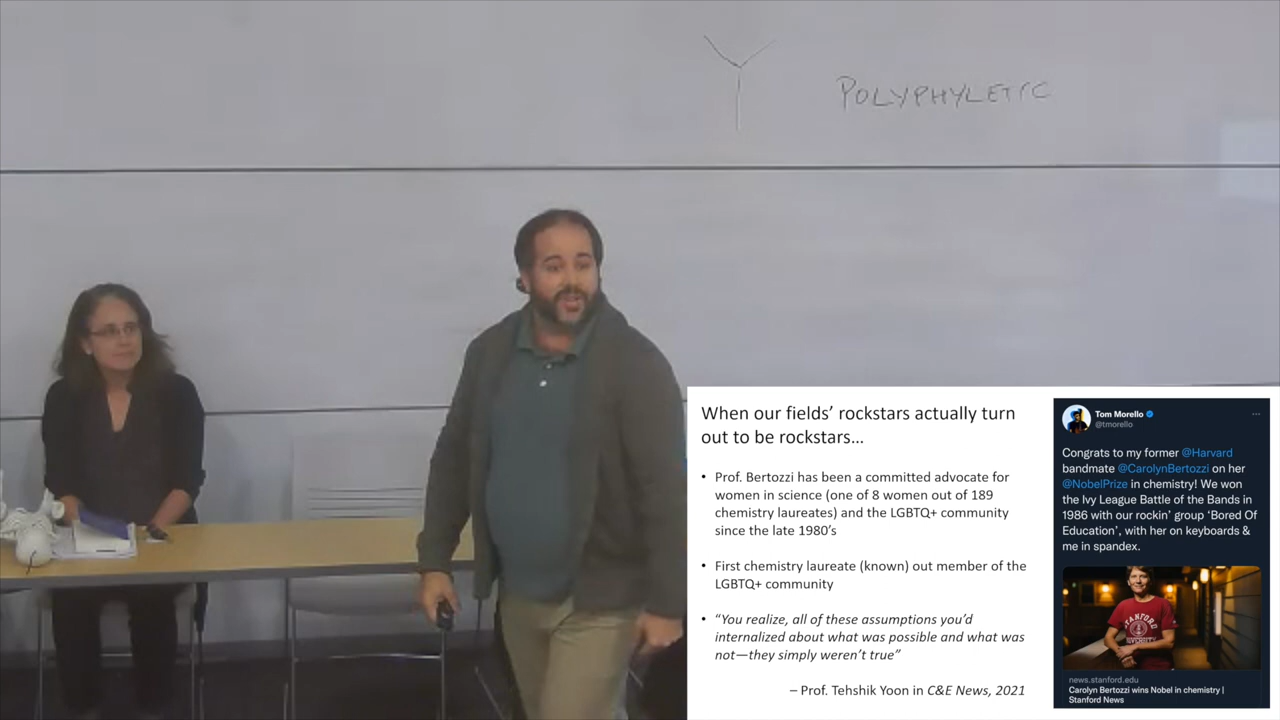 POLYPHYLETIC
When our fields’ rockstars actually turn
out to be rockstars…
• Prof. Bertozzi has been a committed advocate for
women in science (one of 8 women out of 189
chemistry laureates) and the LGBTQ+ community
since the late 1980’s
• First chemistry laureate (known) out member of the
LGBTQ+ community
• “You realize, all of these assumptions you’d
internalized about what was possible and what was
not—they simply weren’t true”
– Prof. Tehshik Yoon in C&E News, 2021
Tom Morello
@tmorello
Congrats to my former @Harvard
bandmate @CarolynBertozzi on her
@NobelPrize in chemistry! We won
the Ivy League Battle of the Bands in
1986 with our rockin’ group ‘Bored Of
Education’, with her on keyboards &
me in spandex.
STANFORD
UNIVERSITY
news.stanford.edu
Carolyn Bertozzi wins Nobel in chemistry |
Stanford News